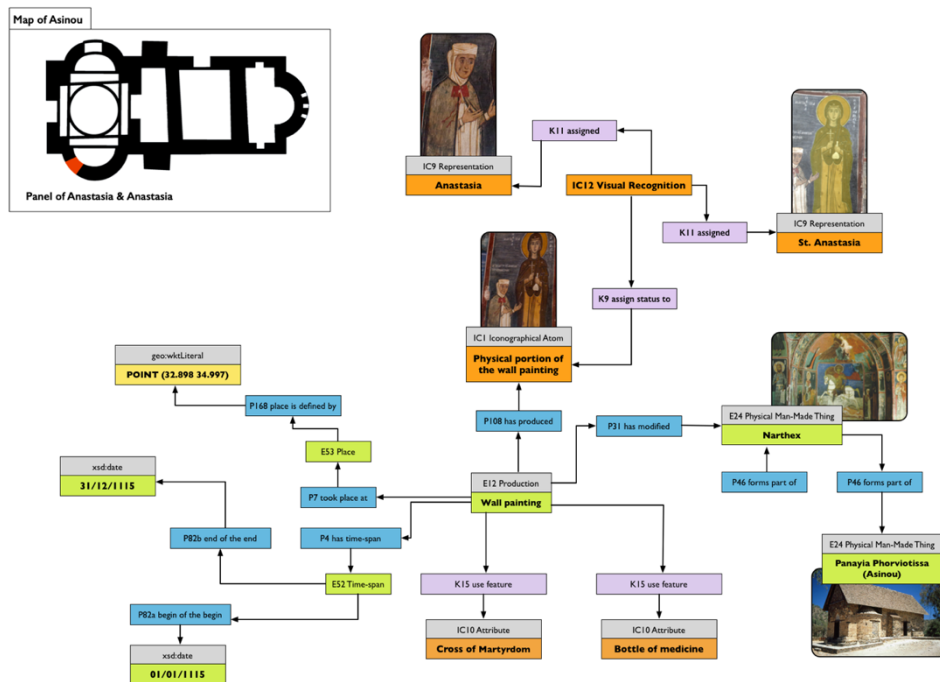 Map of Asinou
Panel of Anastasia & Anastasia
K11 assigned
IC9 Representation
Anastasia
IC12 Visual Recognition
K11 assigned
IC9 Representation
St. Anastasia
K9 assign status to
IC1 Iconographical Atom
Physical portion of
the wall painting
geo:wktLiteral
POINT (32.898 34.997)
P168 place is defined by
P108 has produced
P31 has modified
E24 Physical Man-Made Thing
Narthex
E53 Place
xsd:date
31/12/1115
P7 took place at
E12 Production
Wall painting
P46 forms part of
P46 forms part of
P82b end of the end
P4 has time-span
E24 Physical Man-Made Thing
Panayia Phorviotissa
(Asinou)
E52 Time-span
K15 use feature
K15 use feature
P82a begin of the begin
IC10 Attribute
Cross of Martyrdom
IC10 Attribute
Bottle of medicine
xsd:date
01/01/1115